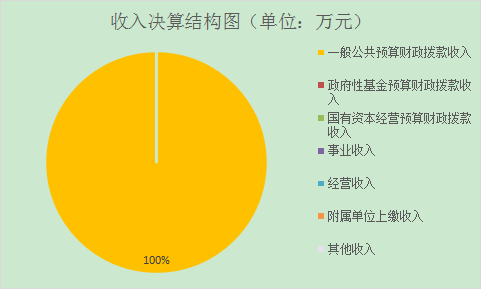 收入决算结构图（单位：万元）
一般公共预算财政拨款收入
政府性基金预算财政拨款收
入
国有资本经营预算财政拨款
收入
事业收入
经营收入
附属单位上缴收入
其他收入
100%